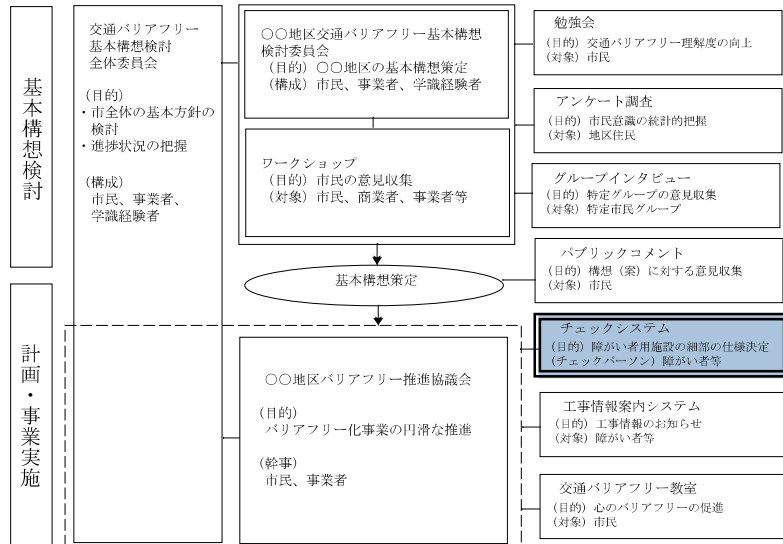 基本構想検討
交通バリアフリー
基本構想検討
全体委員会
(目的)
・市全体の基本方針の
検討
・進捗状況の把握
(構成)
市民、事業者、
学識経験者
〇〇地区交通バリアフリー基本構想
検討委員会
(目的)〇〇地区の基本構想策定
(構成)市民、事業者、学識経験者
ワークショップ
(目的)市民の意見収集
(対象)市民、商業者、事業者等
勉強会
(目的)交通バリアフリー理解度の向上
(対象)市民
アンケート調査
(目的)市民意識の統計的把握
(対象)地区住民
グループインタビュー
(目的)特定グループの意見収集
(対象)特定市民グループ
パブリックコメント
(目的)構想(案)に対する意見収集
(対象)市民
基本構想策定
計画・事業実施
〇〇地区バリアフリー推進協議会
(目的)
バリアフリー化事業の円滑な推進
(幹事)
市民、事業者
チェックシステム
(目的)障がい者用施設の細部の仕様決定
(チェックパーソン)障がい者等
工事情報案内システム
(目的)工事情報のお知らせ
(対象)障がい者等
交通バリアフリー教室
(目的)心のバリアフリーの促進
(対象)市民